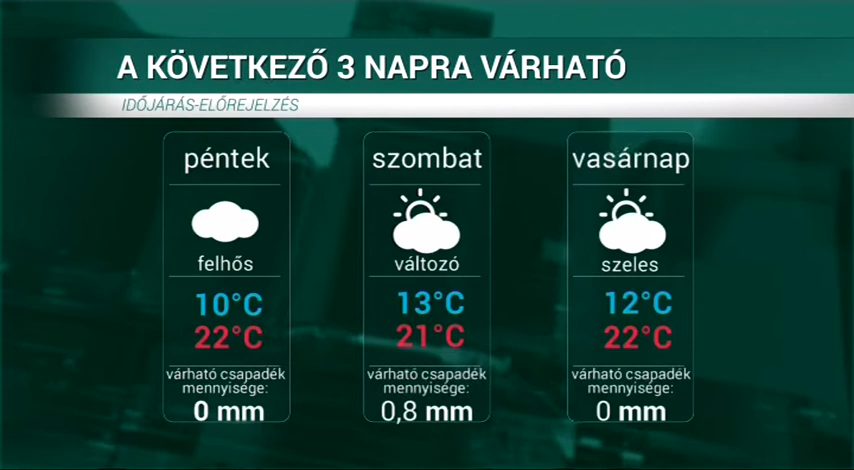 A KÖVETKEZŐ 3 NAPRA VÁRHATÓ
IDŐJÁRÁS-ELŐREJELZÉS
péntek
felhős
10°C
22°C
várható csapadék
mennyisége:
0 mm
szombat
változó
13°C
21°C
várható csapadék
mennyisége:
0,8 mm
vasárnap
szeles
12°C
22°C
várható csapadék
mennyisége:
0 mm